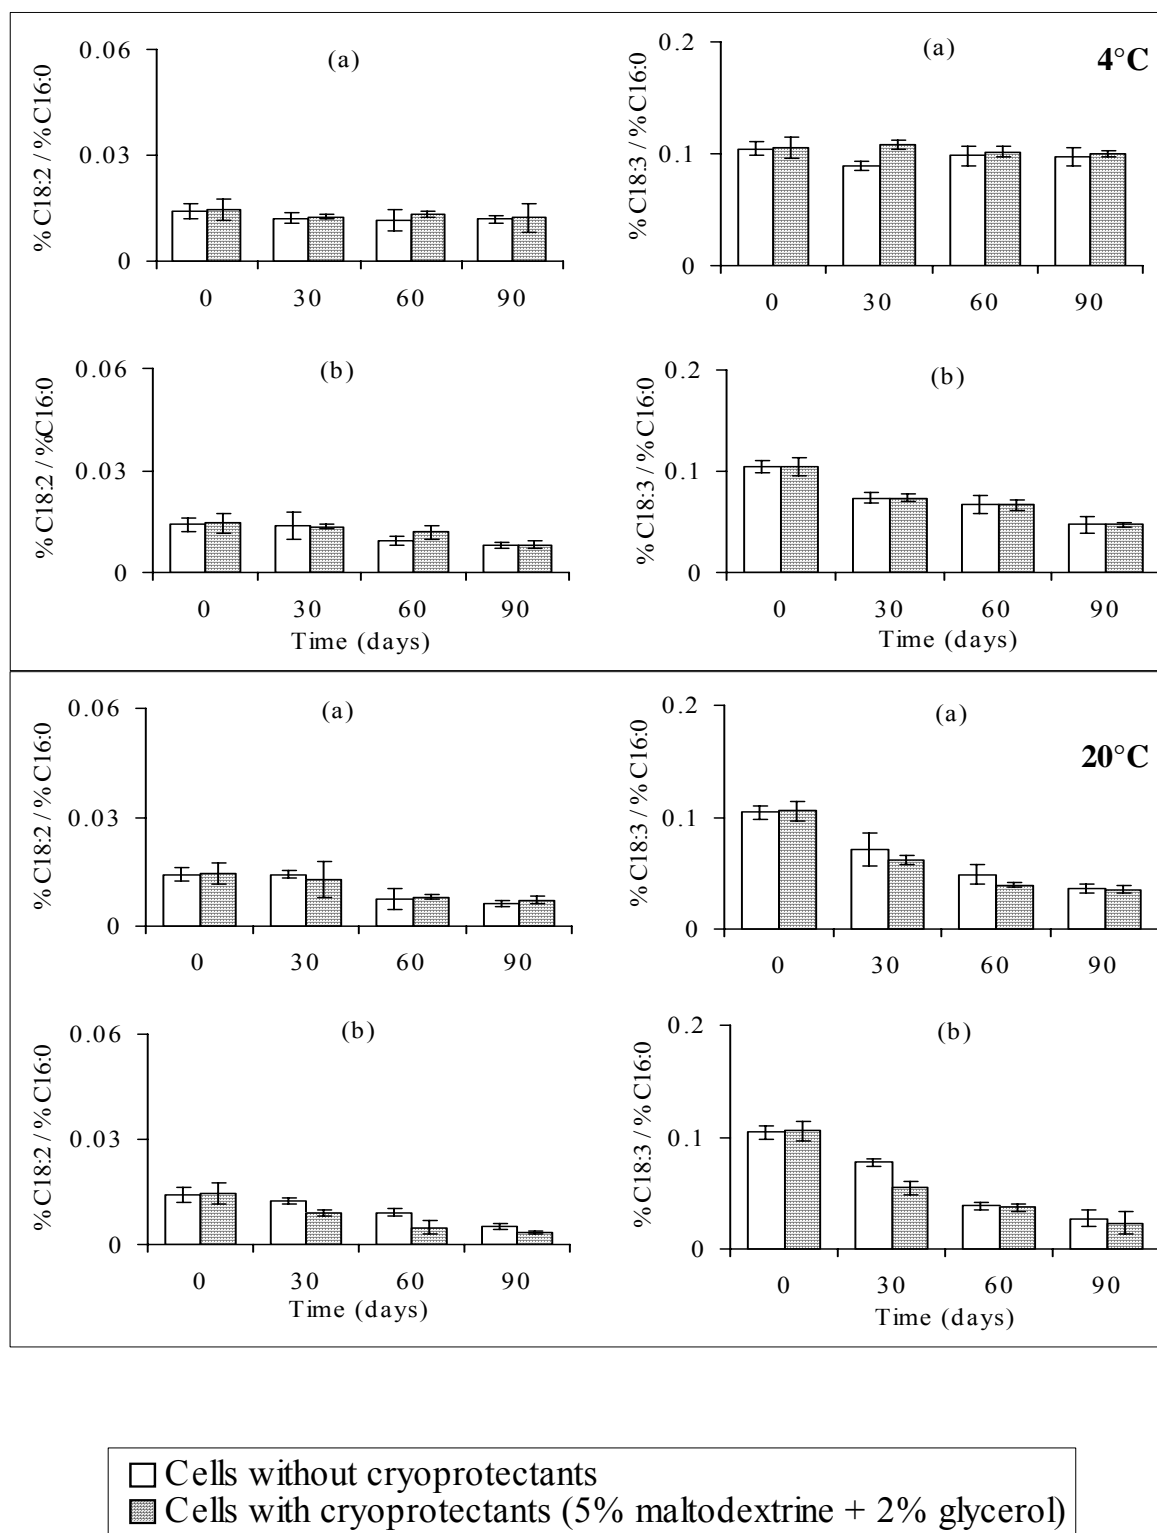 0.06
0.03
0
% C18:2 / % C16:0
(a)
0 30 60 90
0.2
0.1
0
% C18:3 / % C16:0
(a)
4°C
0 30 60 90
0.06
0.03
0
% C18:2 / %C16:0
(b)
0 30 60 90
Time (days)
0.2
0.1
0
% C18:3 / % C16:0
(b)
0 30 60 90
Time (days)
0.06
0.03
0
% C18:2 / % C16:0
(a)
0 30 60 90
0.2
0.1
0
% C18:3 / % C16:0
(a)
20°C
0 30 60 90
0.06
0.03
0
% C18:2 / % C16:0
(b)
0 30 60 90
Time (days)
0.2
0.1
0
% C18:3 / % C16:0
(b)
0 30 60 90
Time (days)
Cells without cryoprotectants
Cells with cryoprotectants (5% maltodextrine + 2% glycerol)